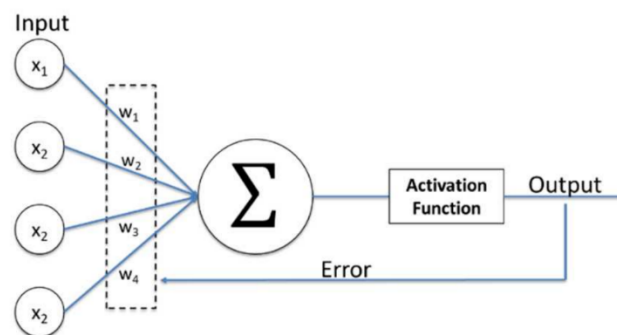 Input
x1
x2
x2
x2
w1
w2
w3
w4
Σ
Activation
Function
Output
Error